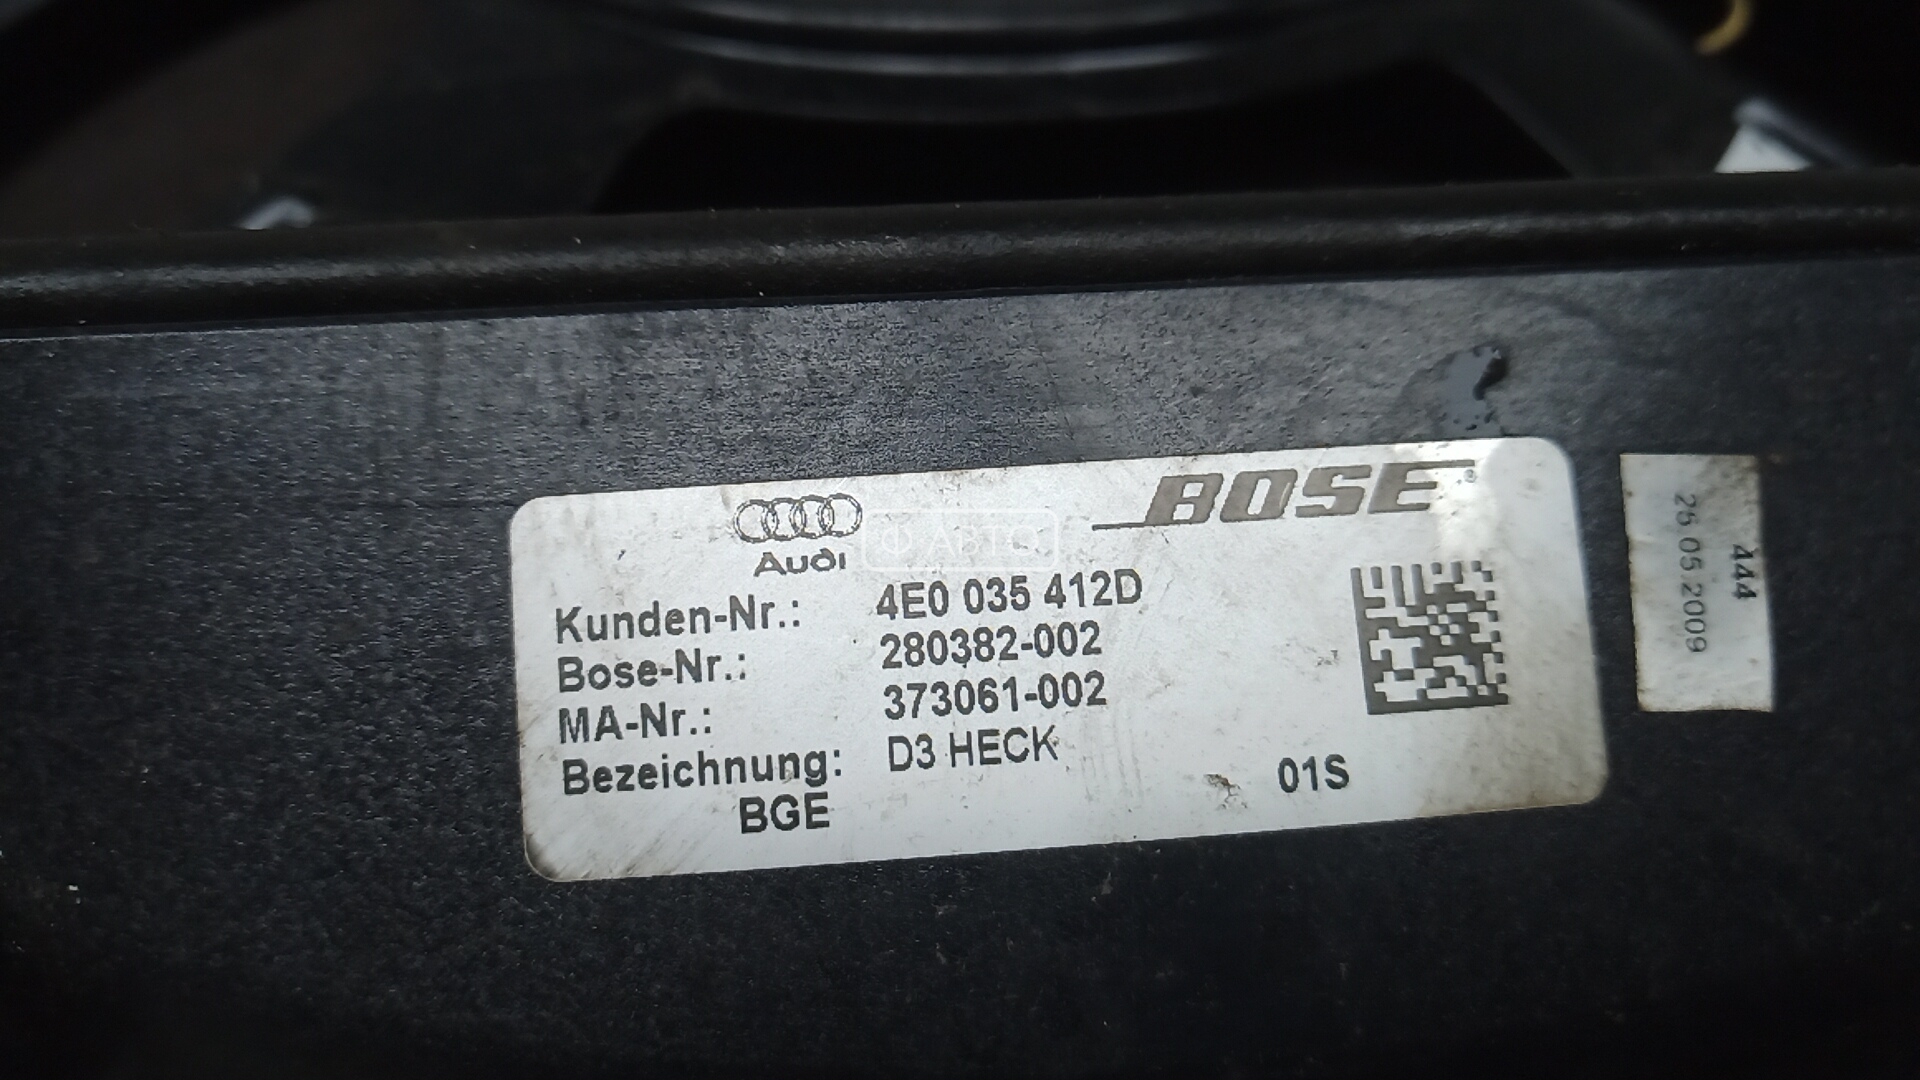 BOSE®
Audi
Ф АВТО
Kunden-Nr.: 4E0 035 412D
Bose-Nr.: 280382-002
MA-Nr.: 373061-002
Bezeichnung: D3 HECK
BGE 01S
444
26.05.2009